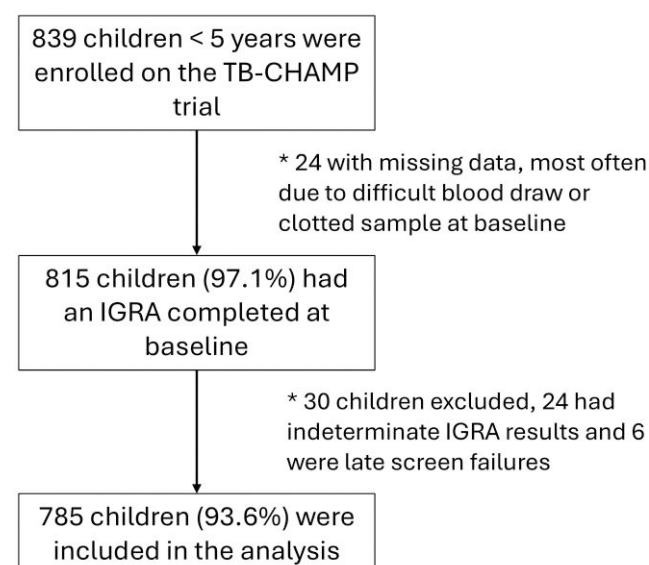 839 children < 5 years were
enrolled on the TB-CHAMP
trial
* 24 with missing data, most often
due to difficult blood draw or
clotted sample at baseline
815 children (97.1%) had
an IGRA completed at
baseline
* 30 children excluded, 24 had
indeterminate IGRA results and 6
were late screen failures
785 children (93.6%) were
included in the analysis